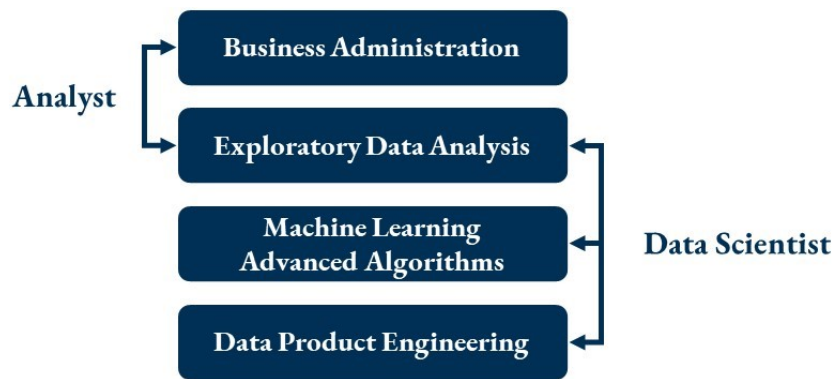 Business Administration
Analyst
Exploratory Data Analysis
Machine Learning
Advanced Algorithms
Data Scientist
Data Product Engineering